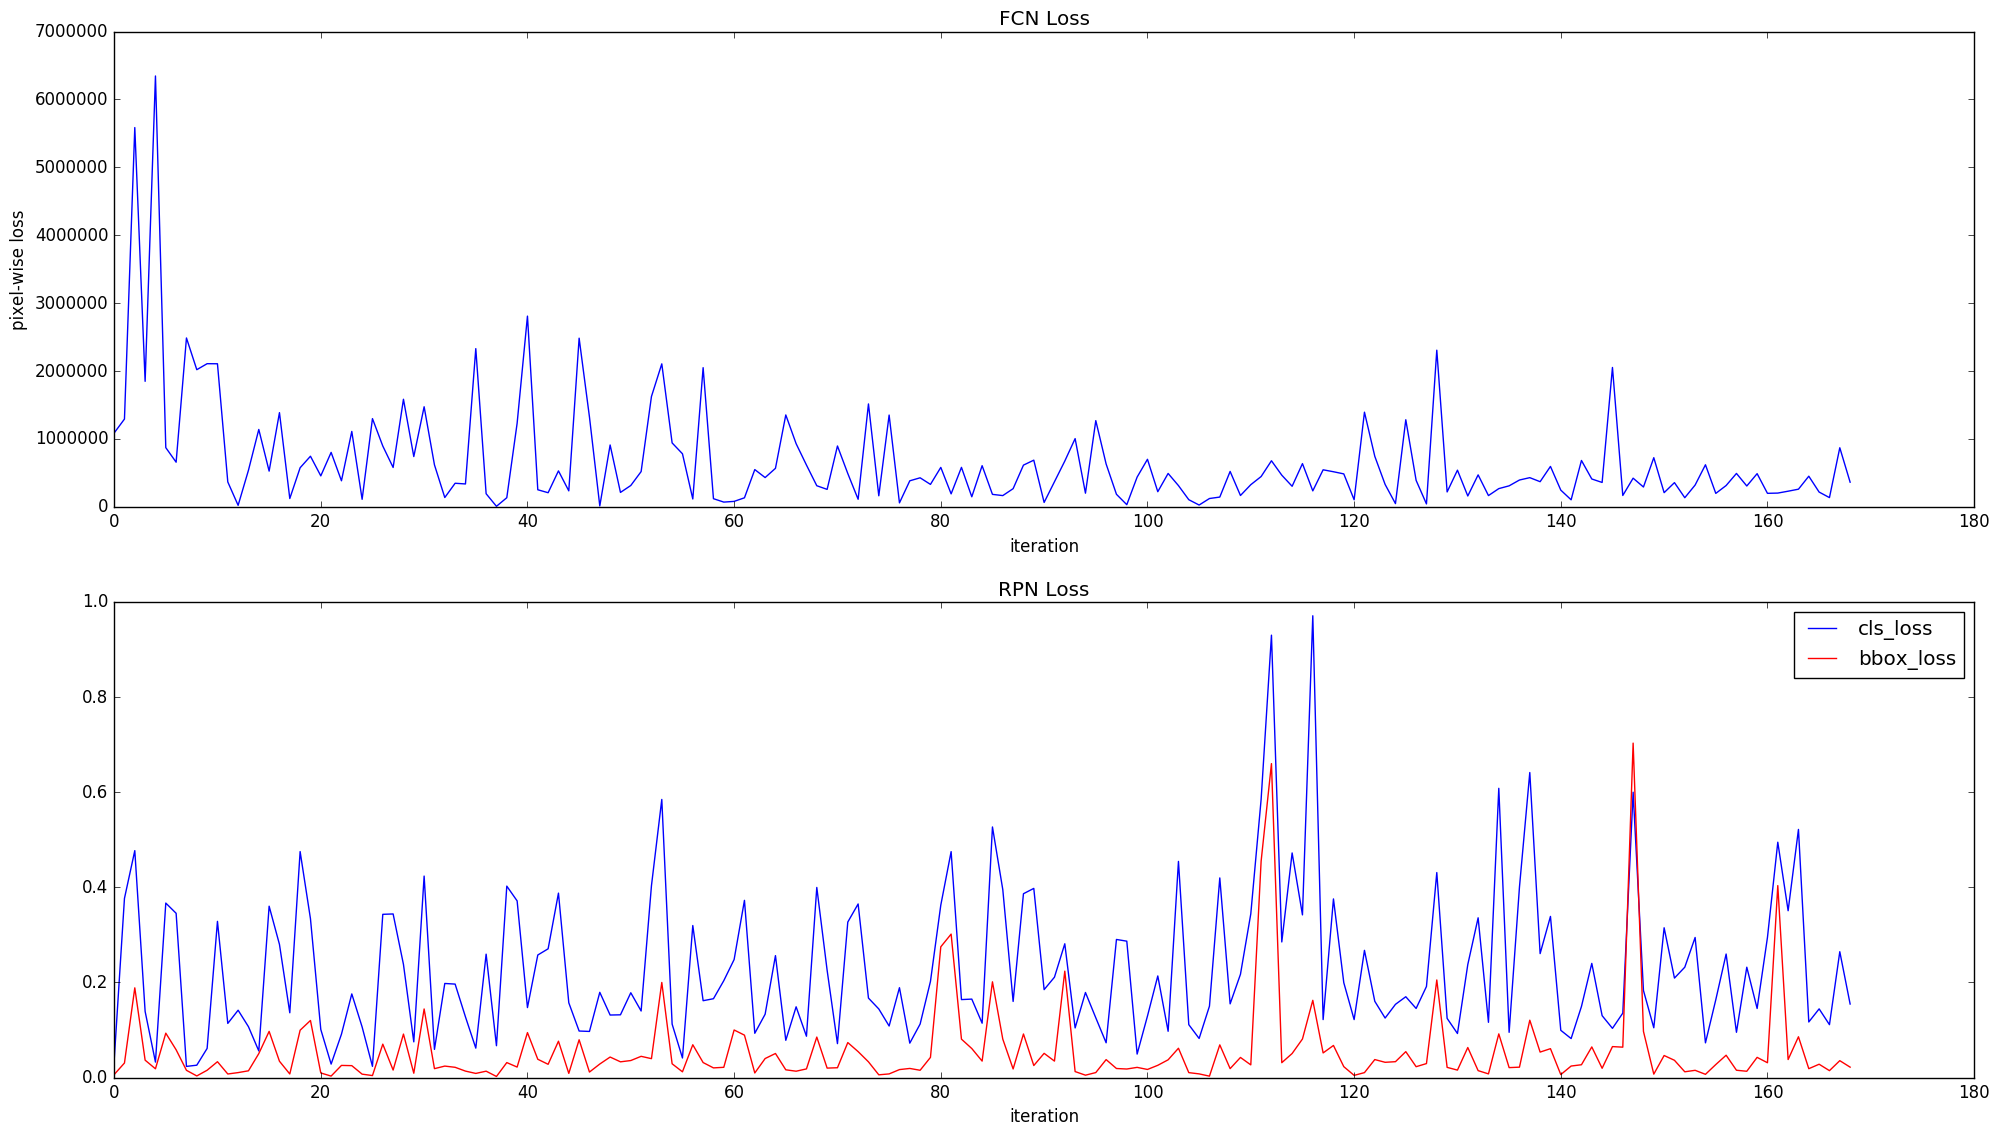 FCN Loss
7000000
6000000
5000000
4000000
3000000
2000000
1000000
0
pixel-wise loss
0 20 40 60 80 100 120 140 160 180
iteration
RPN Loss
1.0
0.8
0.6
0.4
0.2
0.0
cls_loss
bbox_loss
0 20 40 60 80 100 120 140 160 180
iteration